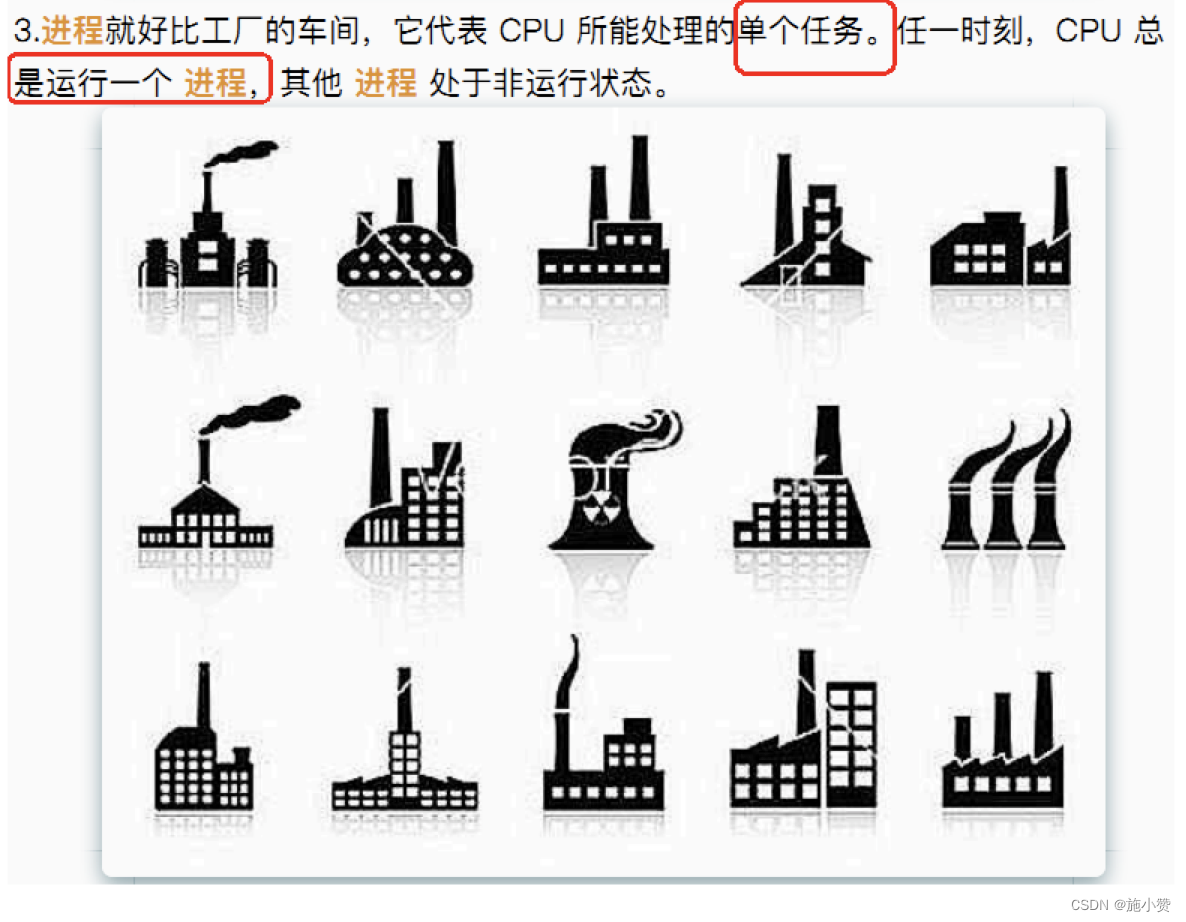 3.进程就好比工厂的车间，它代表 CPU 所能处理的单个任务。任一时刻，CPU 总
是运行一个 进程，其他 进程 处于非运行状态。
CSDN @施小赞